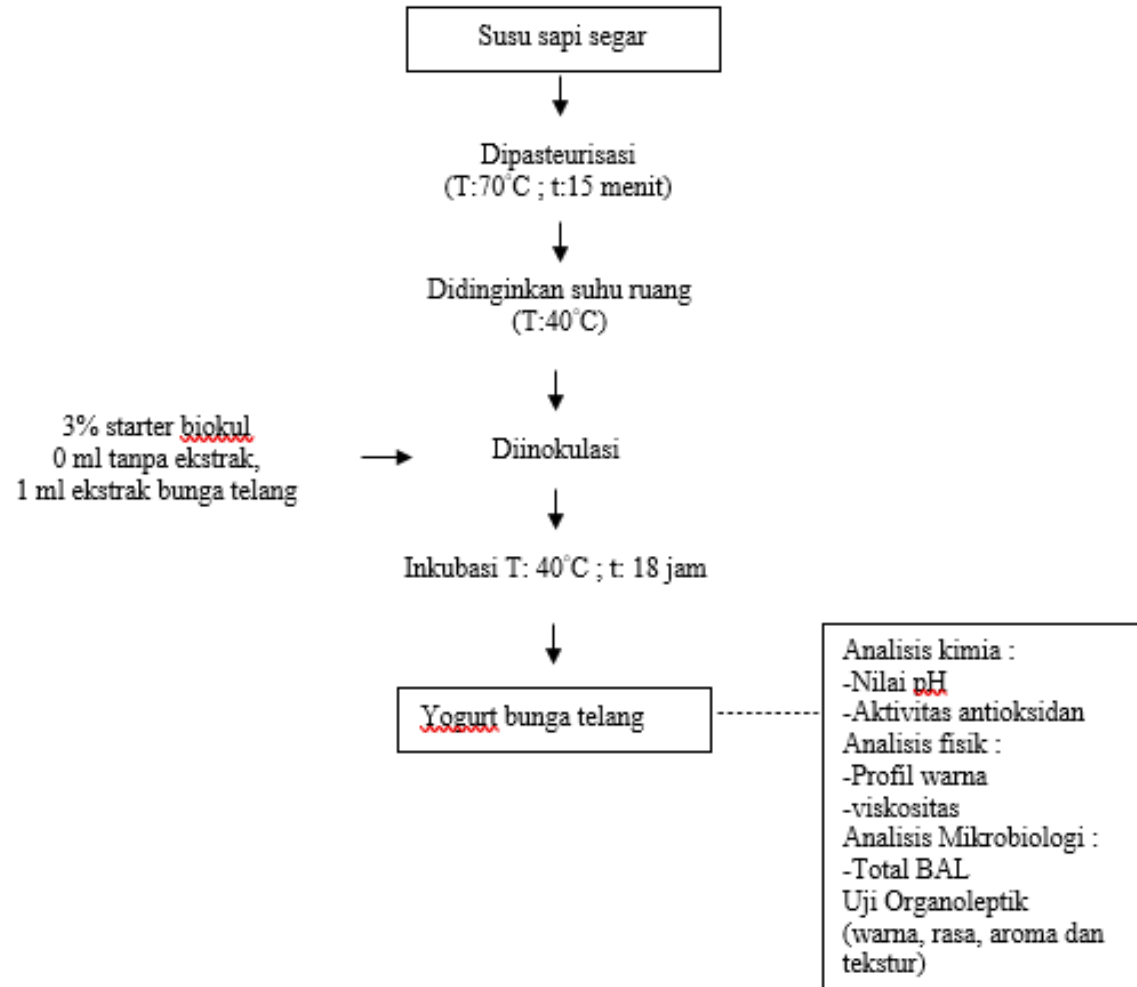 Susu sapi segar
Dipasteurisasi
(T:70°C ; t:15 menit)
Didinginkan suhu ruang
(T:40°C)
3% starter biokul
0 ml tanpa ekstrak,
1 ml ekstrak bunga telang
Diinokulasi
Inkubasi T: 40°C ; t: 18 jam
Yogurt bunga telang
Analisis kimia :
-Nilai pH
-Aktivitas antioksidan
Analisis fisik :
-Profil warna
-viskositas
Analisis Mikrobiologi :
-Total BAL
Uji Organoleptik
(warna, rasa, aroma dan
tekstur)